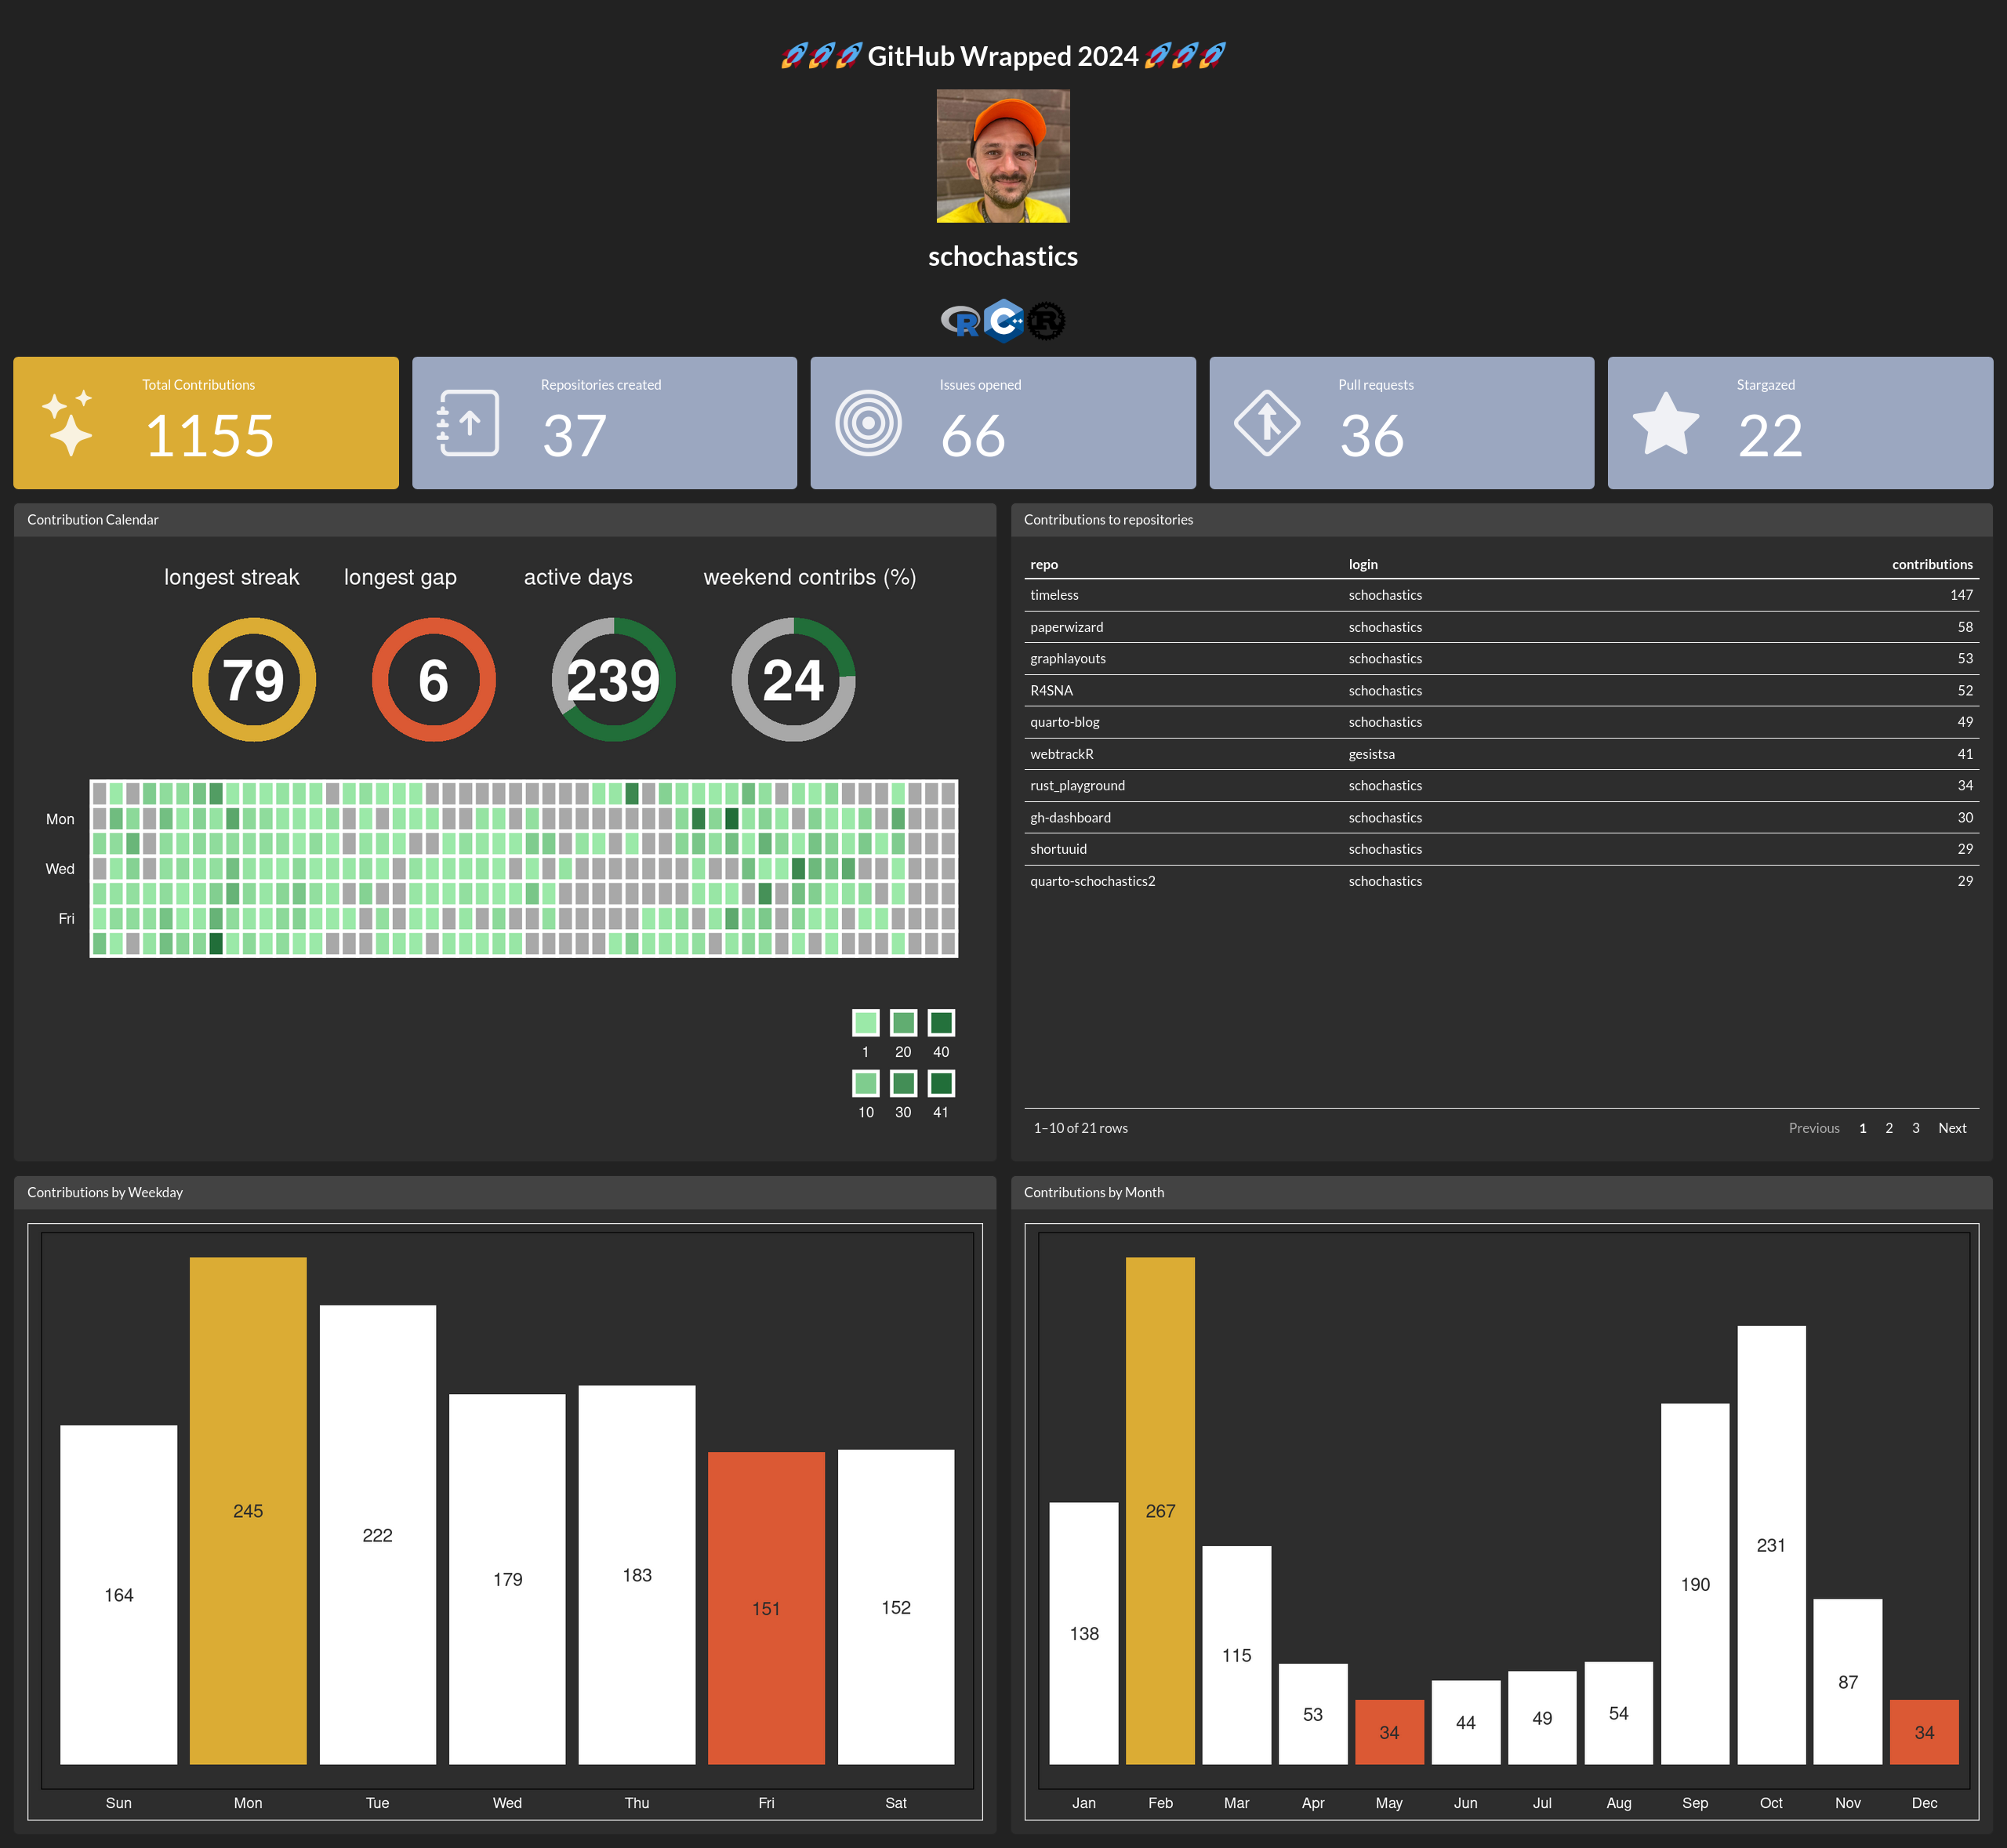 🚀🚀🚀 GitHub Wrapped 2024 🚀🚀🚀
schochastics
R C++ R
Total Contributions
1155
Repositories created
37
Issues opened
66
Pull requests
36
Stargazed
22
Contribution Calendar
longest streak longest gap active days weekend contribs (%)
79 6 239 24
Mon
Wed
Fri
1 20 40
10 30 41
Contributions to repositories
repo login contributions
timeless schochastics 147
paperwizard schochastics 58
graphlayouts schochastics 53
R4SNA schochastics 52
quarto-blog schochastics 49
webtrackR gesistsa 41
rust_playground schochastics 34
gh-dashboard schochastics 30
shortuuid schochastics 29
quarto-schochastics2 schochastics 29
1–10 of 21 rows Previous 1 2 3 Next
Contributions by Weekday
245
222
179
183
164
151
152
Sun Mon Tue Wed Thu Fri Sat
Contributions by Month
267
231
190
138
115
87
53
34
44
49
54
34
Jan Feb Mar Apr May Jun Jul Aug Sep Oct Nov Dec